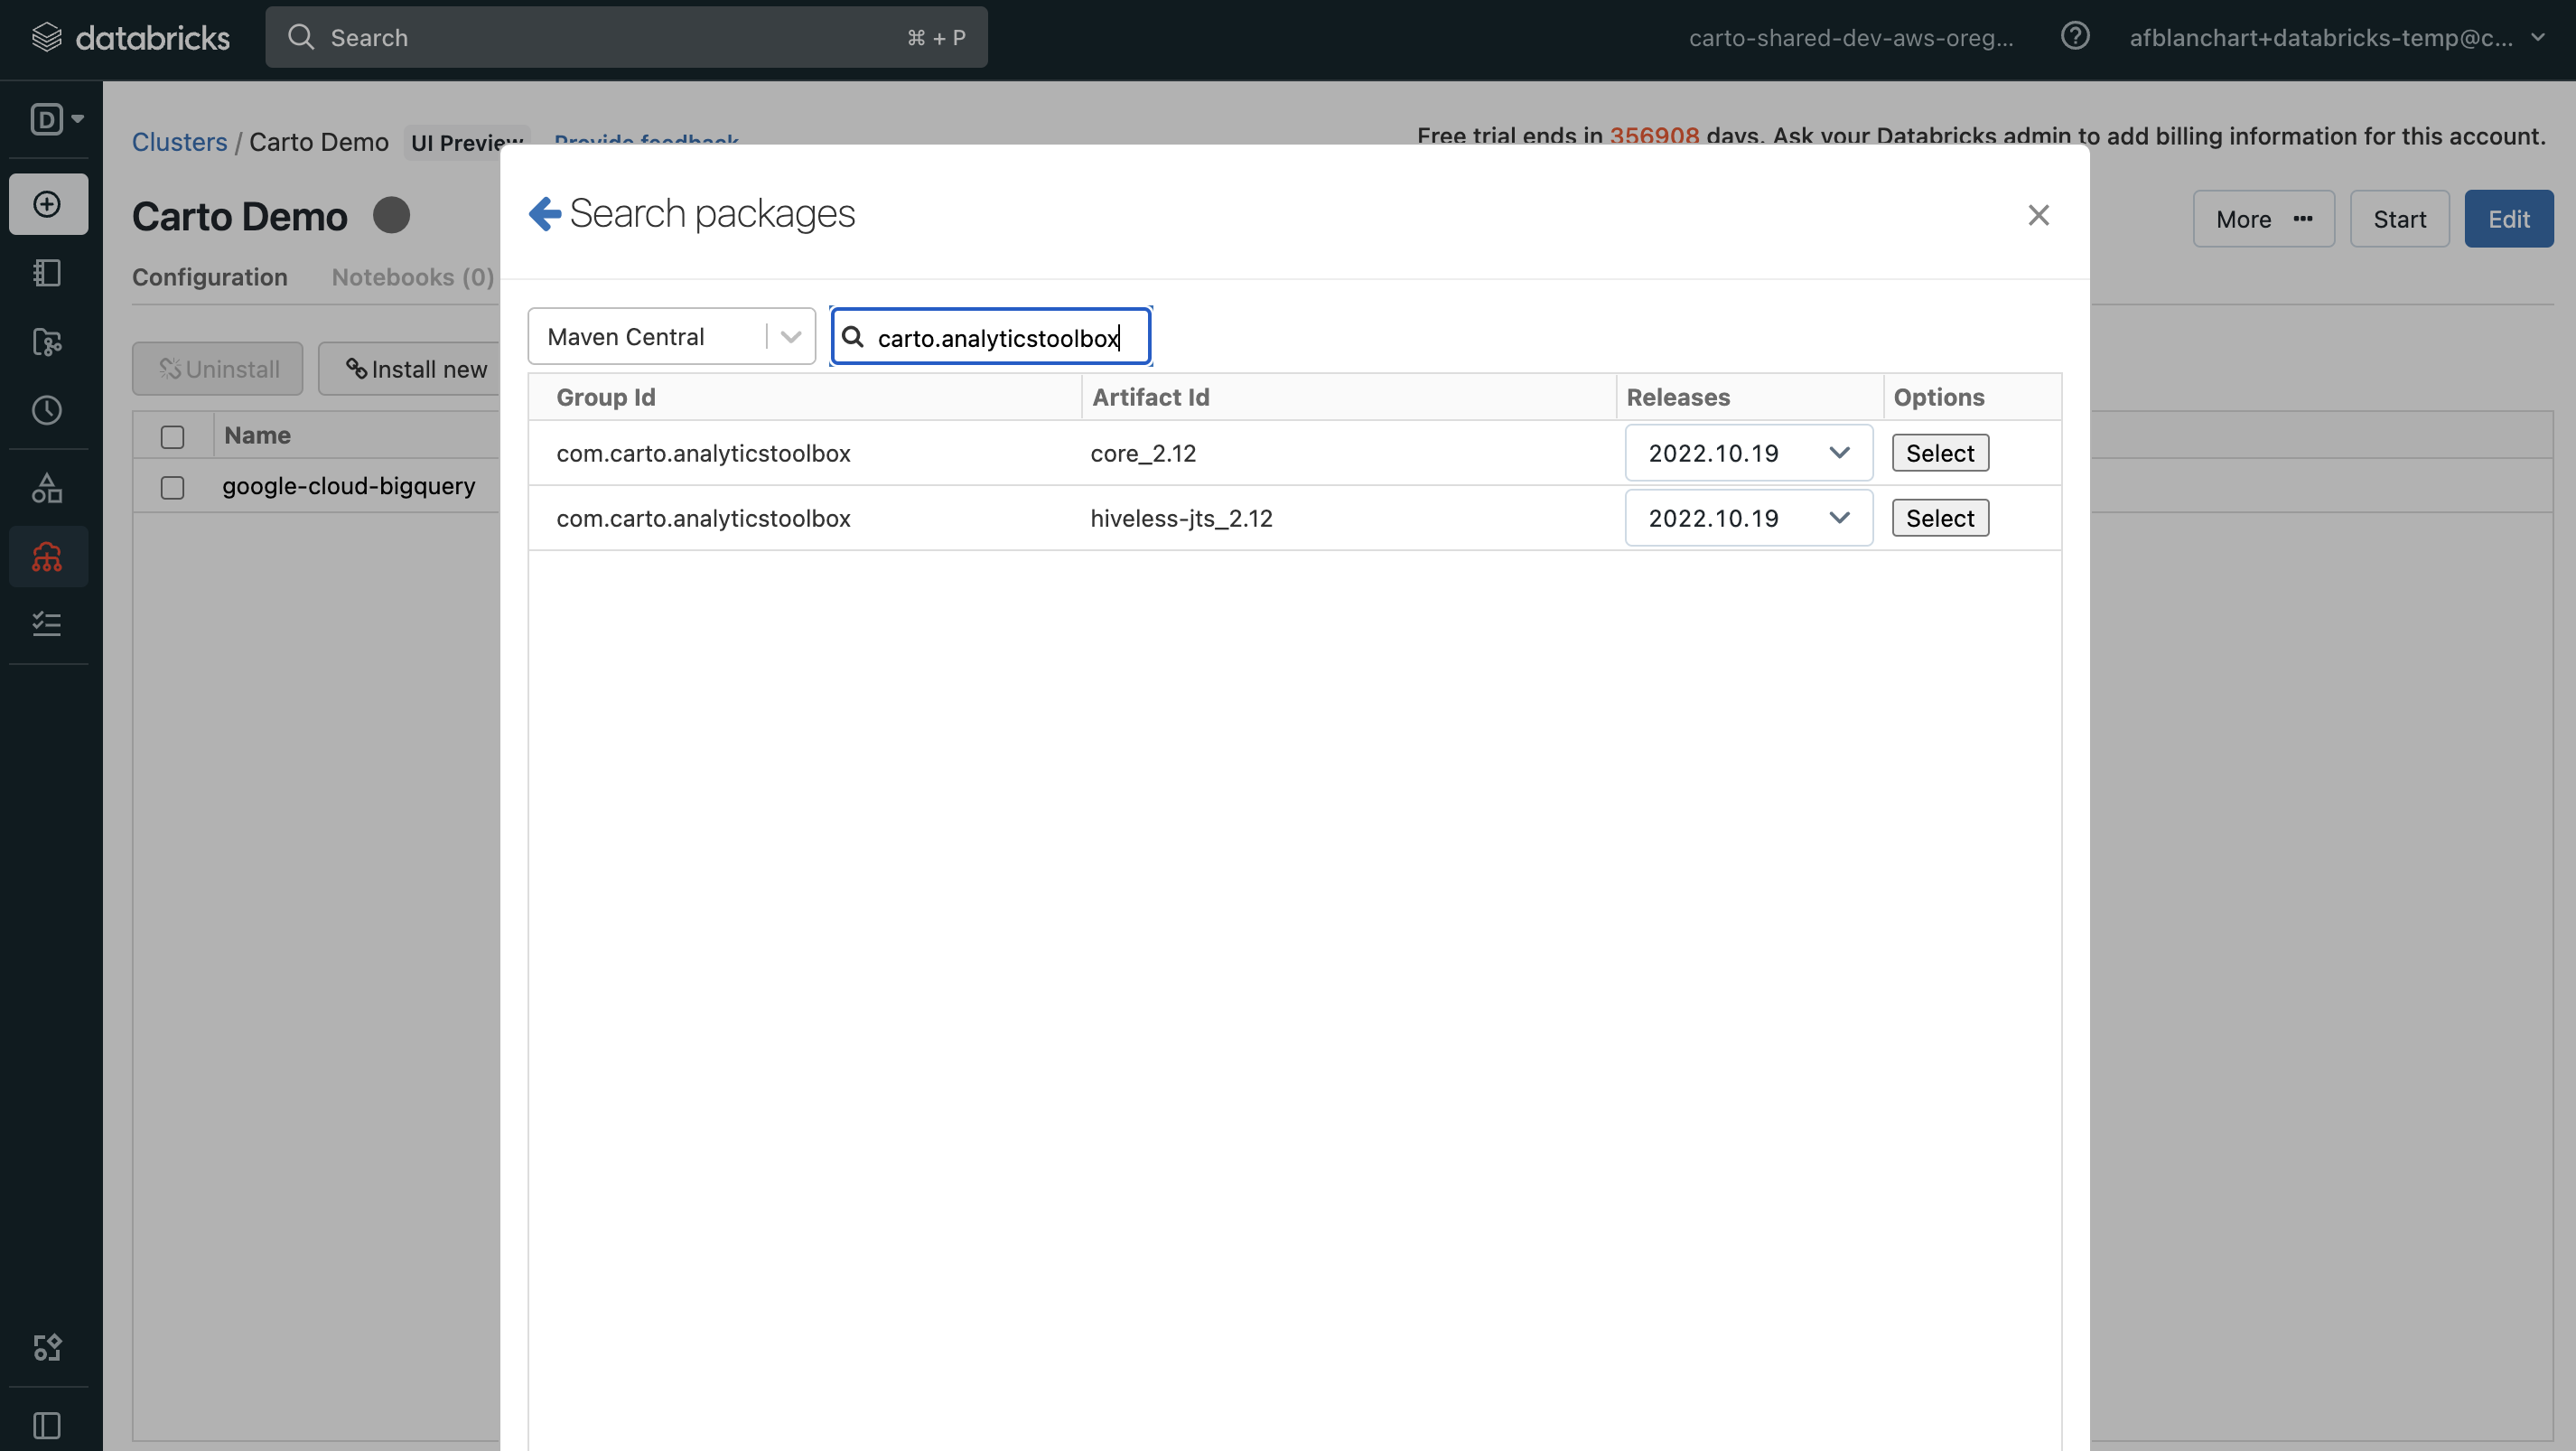 databricks
Search
⌘ + P
carto-shared-dev-aws-oreg...
afblanchart+databricks-temp@c...
D
Clusters / Carto Demo UI Preview Provide feedback
Free trial ends in 356908 days. Ask your Databricks admin to add billing information for this account.
Carto Demo
More ···
Start
Edit
Configuration
Notebooks (0)
Uninstall
Install new
Name
google-cloud-bigquery
Search packages
Maven Central
carto.analyticstoolbox
Group Id Artifact Id Releases Options
com.carto.analyticstoolbox core_2.12 2022.10.19 Select
com.carto.analyticstoolbox hiveless-jts_2.12 2022.10.19 Select